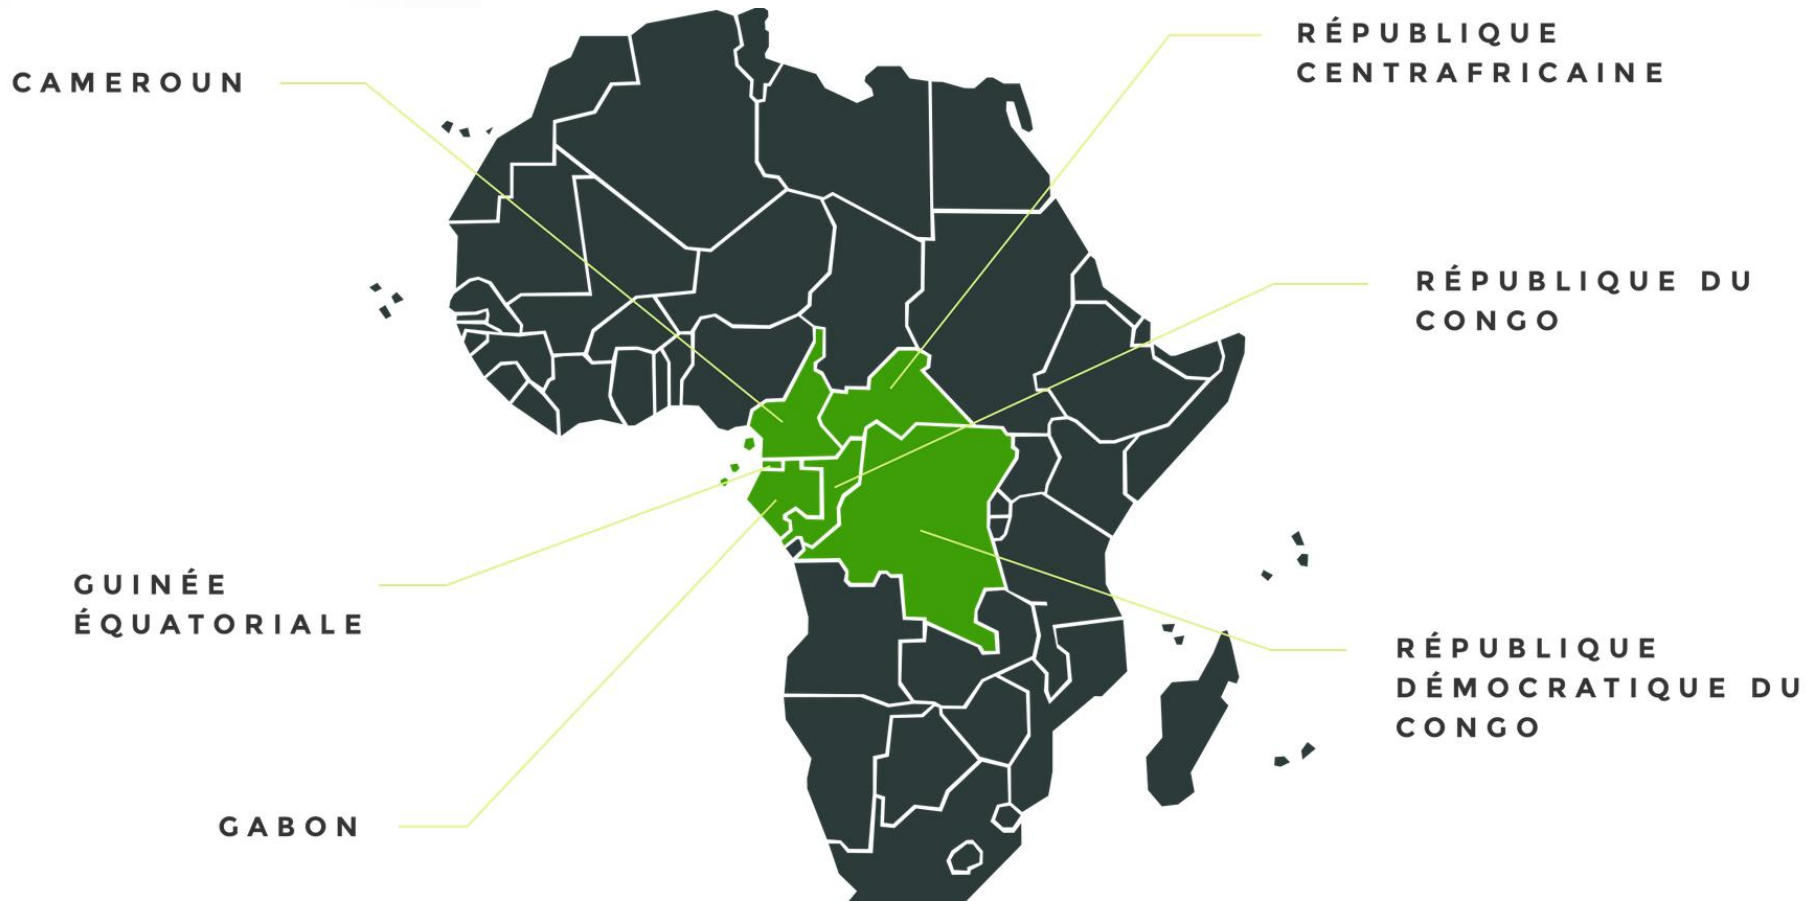 CAMEROUN
RÉPUBLIQUE
CENTRAFRICAINE
RÉPUBLIQUE DU
CONGO
GUINÉE
ÉQUATORIALE
RÉPUBLIQUE
DÉMOCRATIQUE DU
CONGO
GABON